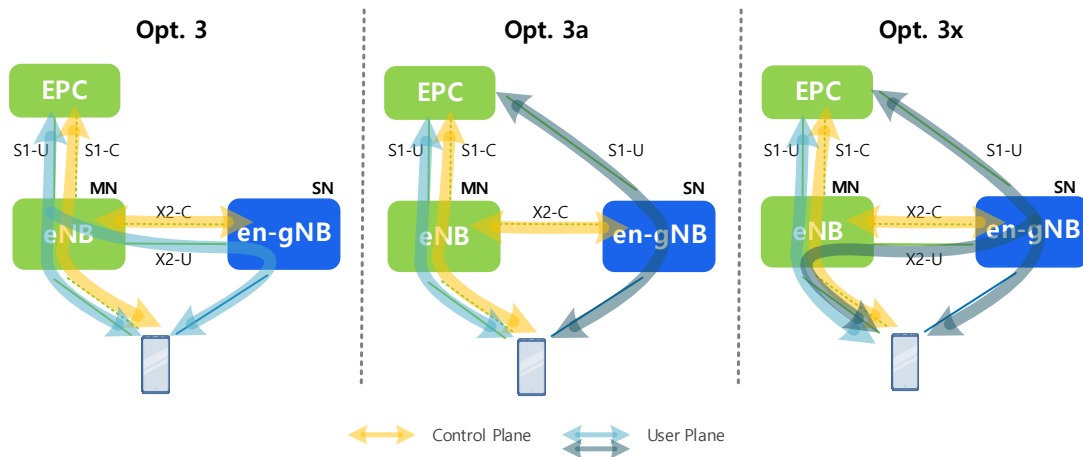 Opt. 3
EPC
S1-U
S1-C
MN
SN
eNB
X2-C
en-gNB
X2-U
Opt. 3a
EPC
S1-C
S1-U
MN
SN
eNB
X2-C
en-gNB
Opt. 3x
EPC
S1-U
S1-C
S1-U
MN
SN
eNB
X2-C
en-gNB
X2-U
Control Plane
User Plane